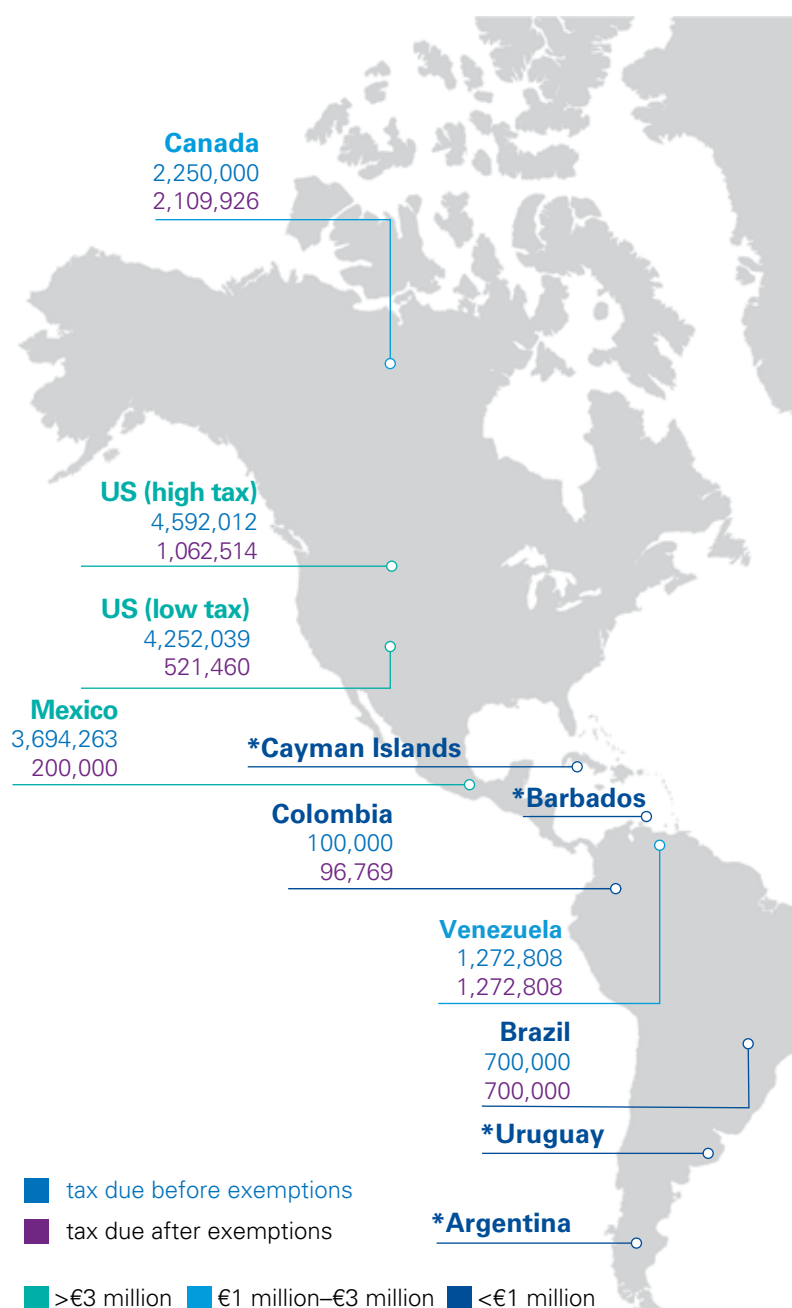 Canada
2,250,000
2,109,926
US (high tax)
4,592,012
1,062,514
US (low tax)
4,252,039
521,460
Mexico
3,694,263
200,000
*Cayman Islands
*Barbados
Colombia
100,000
96,769
Venezuela
1,272,808
1,272,808
Brazil
700,000
700,000
*Uruguay
*Argentina
tax due before exemptions
tax due after exemptions
>€3 million €1 million–€3 million <€1 million